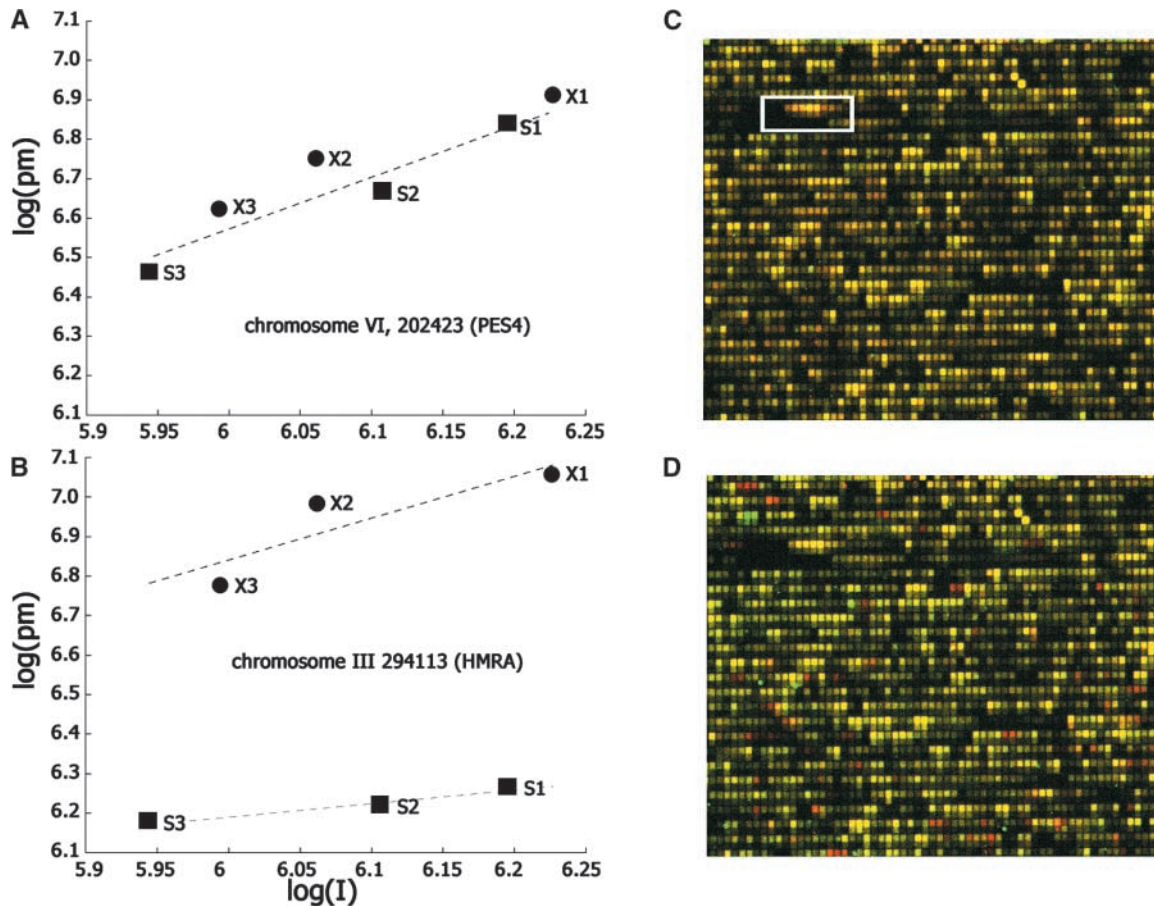 A
7.1
7.0
6.9
6.8
6.7
6.6
6.5
6.4
6.3
6.2
6.1
log(pm)
X1
S1
X2
S2
X3
S3
chromosome VI, 202423 (PES4)
5.9 5.95 6 6.05 6.1 6.15 6.2 6.25
B
7.1
7.0
6.9
6.8
6.7
6.6
6.5
6.4
6.3
6.2
6.1
log(pm)
X1
X2
X3
chromosome III 294113 (HMRA)
S1
S2
S3
5.9 5.95 6 6.05 6.1 6.15 6.2 6.25
log(I)
C
D